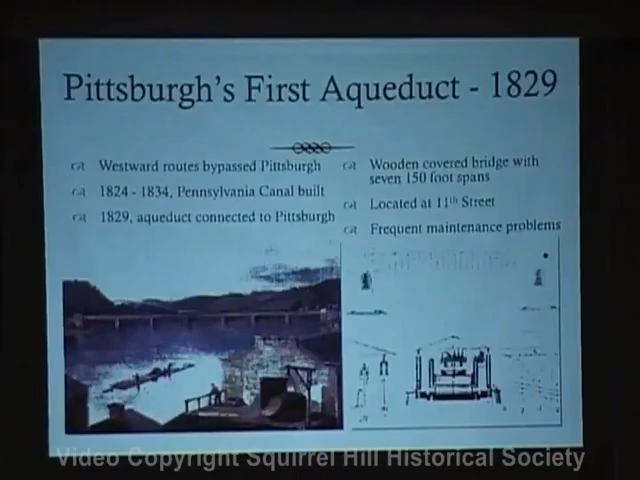 Pittsburgh's First Aqueduct - 1829
Westward routes bypassed Pittsburgh
1824 - 1834, Pennsylvania Canal built
1829, aqueduct connected to Pittsburgh
Wooden covered bridge with
seven 150 foot spans
Located at 11th Street
Frequent maintenance problems
Video Copyright Squirrel Hill Historical Society